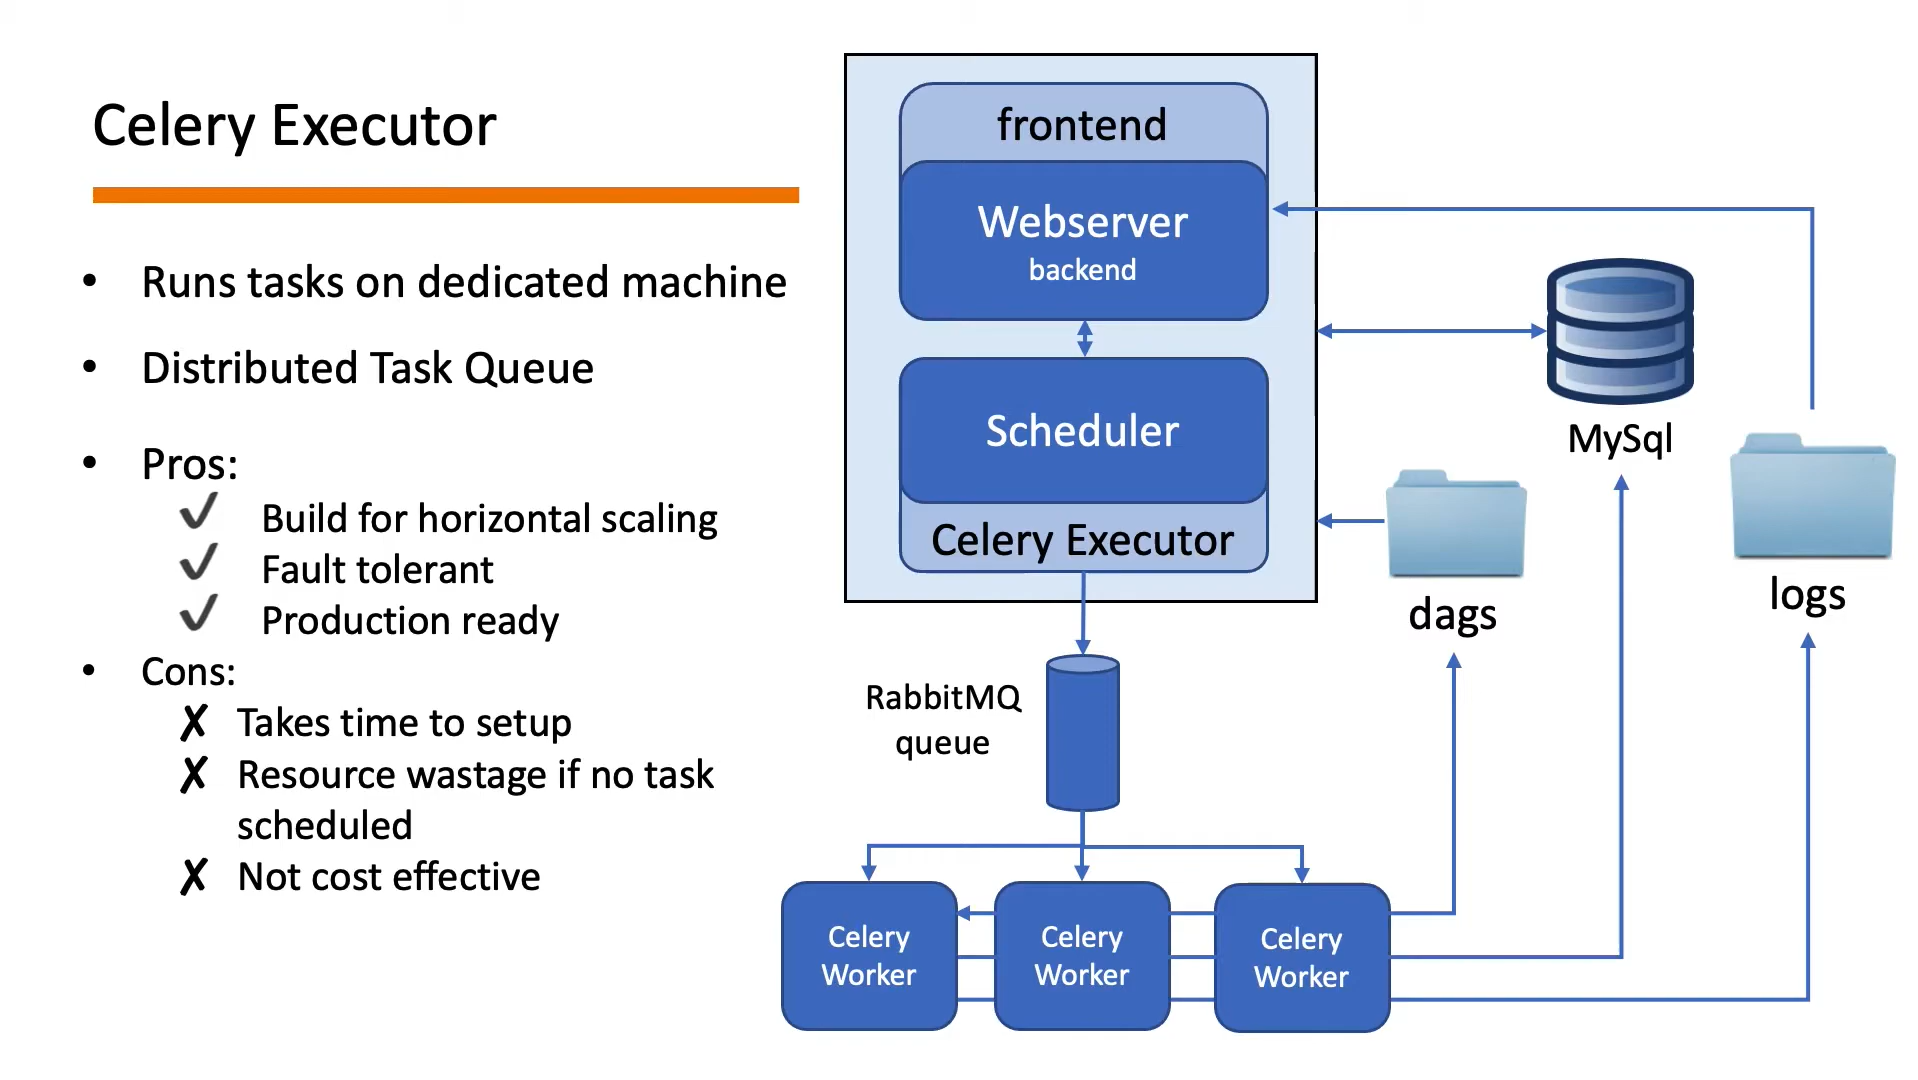 Celery Executor
• Runs tasks on dedicated machine
• Distributed Task Queue
• Pros:
✔ Build for horizontal scaling
✔ Fault tolerant
✔ Production ready
• Cons:
✘ Takes time to setup
✘ Resource wastage if no task
scheduled
✘ Not cost effective
frontend
Webserver
backend
Scheduler
Celery Executor
MySql
dags
logs
RabbitMQ
queue
Celery
Worker
Celery
Worker
Celery
Worker